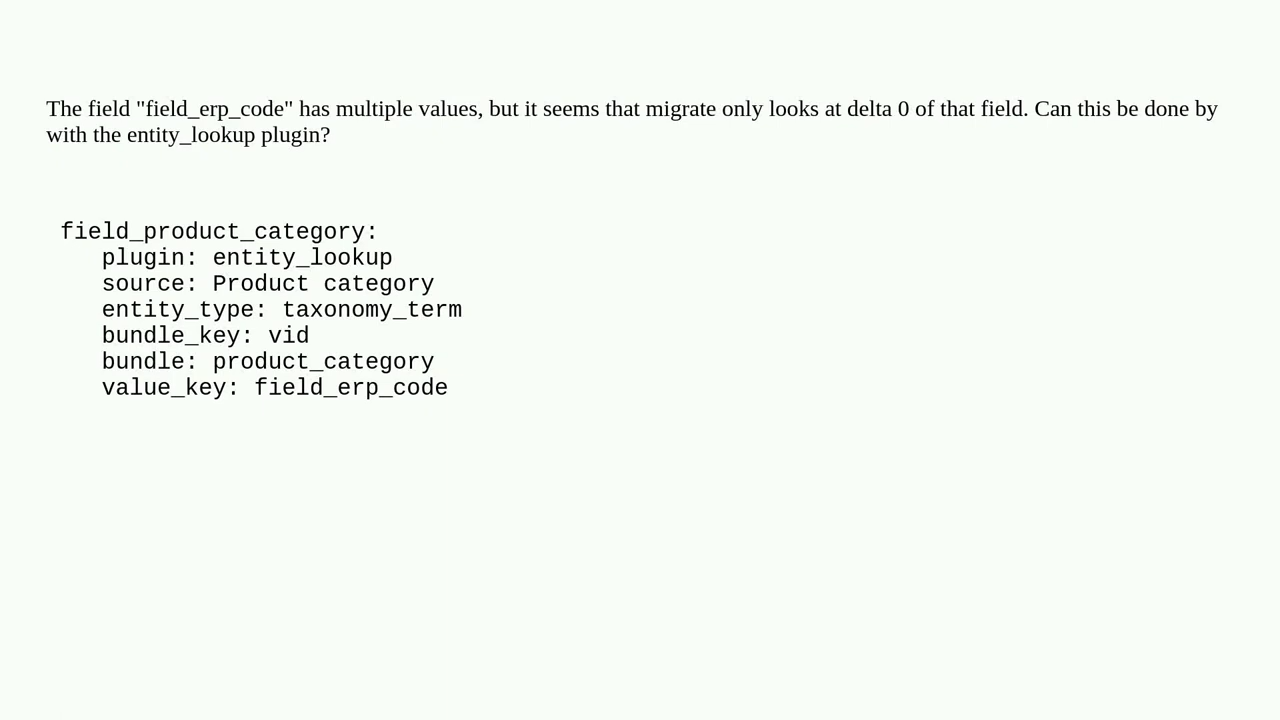 The field "field_erp_code" has multiple values, but it seems that migrate only looks at delta 0 of that field. Can this be done by
with the entity_lookup plugin?
field_product_category:
   plugin: entity_lookup
   source: Product category
   entity_type: taxonomy_term
   bundle_key: vid
   bundle: product_category
   value_key: field_erp_code